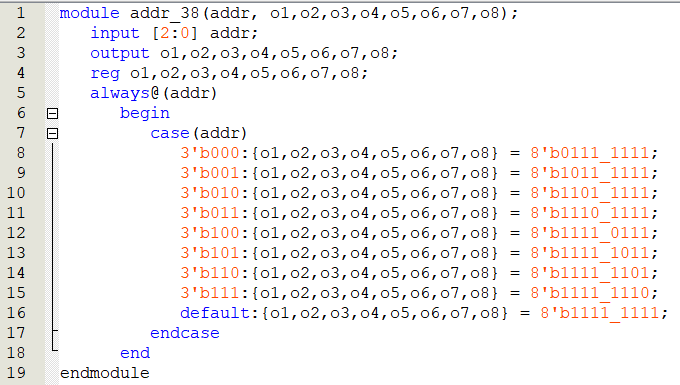 1 module addr_38(addr, o1,o2,o3,o4,o5,o6,o7,o8);
2 input [2:0] addr;
3 output o1,o2,o3,o4,o5,o6,o7,o8;
4 reg o1,o2,o3,o4,o5,o6,o7,o8;
5 always@(addr)
6 begin
7 case(addr)
8 3'b000:{o1,o2,o3,o4,o5,o6,o7,o8} = 8'b0111_1111;
9 3'b001:{o1,o2,o3,o4,o5,o6,o7,o8} = 8'b1011_1111;
10 3'b010:{o1,o2,o3,o4,o5,o6,o7,o8} = 8'b1101_1111;
11 3'b011:{o1,o2,o3,o4,o5,o6,o7,o8} = 8'b1110_1111;
12 3'b100:{o1,o2,o3,o4,o5,o6,o7,o8} = 8'b1111_0111;
13 3'b101:{o1,o2,o3,o4,o5,o6,o7,o8} = 8'b1111_1011;
14 3'b110:{o1,o2,o3,o4,o5,o6,o7,o8} = 8'b1111_1101;
15 3'b111:{o1,o2,o3,o4,o5,o6,o7,o8} = 8'b1111_1110;
16 default:{o1,o2,o3,o4,o5,o6,o7,o8} = 8'b1111_1111;
17 endcase
18 end
19 endmodule